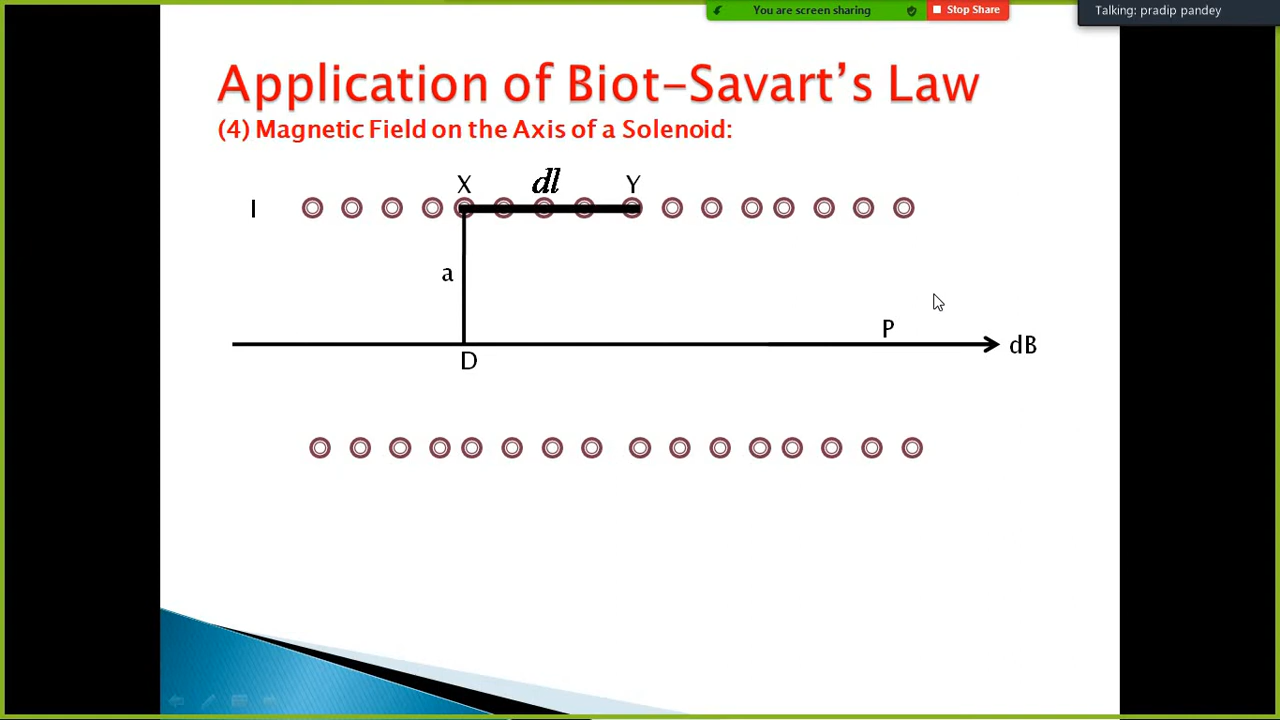 You are screen sharing
Stop Share
Talking: pradip pandey
Application of Biot-Savart’s Law
(4) Magnetic Field on the Axis of a Solenoid:
X dl Y
I
a
P
dB
D